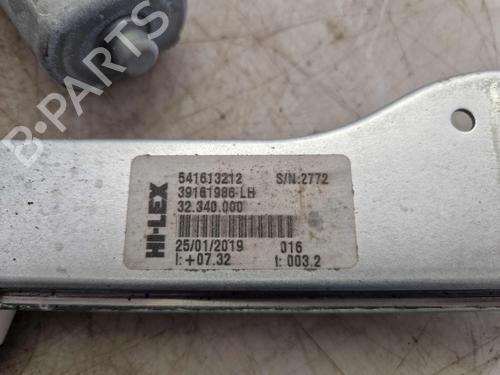 B-PARTS
HI-LEX
541613212 S/N:2772
39161986-LH
32.340.000
25/01/2019 016
I:+07.32 I: 003.2